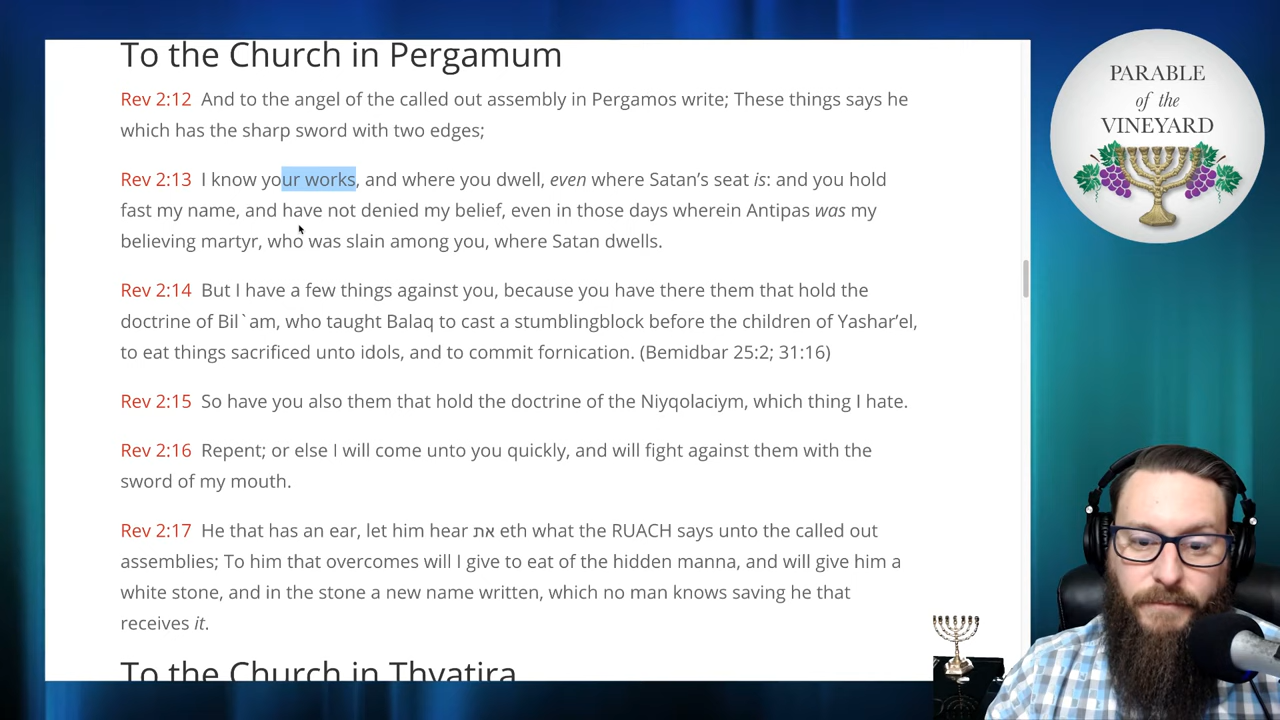 To the Church in Pergamum
Rev 2:12 And to the angel of the called out assembly in Pergamos write; These things says he
which has the sharp sword with two edges;
Rev 2:13 I know your works, and where you dwell, even where Satan’s seat is: and you hold
fast my name, and have not denied my belief, even in those days wherein Antipas was my
believing martyr, who was slain among you, where Satan dwells.
Rev 2:14 But I have a few things against you, because you have there them that hold the
doctrine of Bil`am, who taught Balaq to cast a stumblingblock before the children of Yashar’el,
to eat things sacrificed unto idols, and to commit fornication. (Bemidbar 25:2; 31:16)
Rev 2:15 So have you also them that hold the doctrine of the Niyqolaciym, which thing I hate.
Rev 2:16 Repent; or else I will come unto you quickly, and will fight against them with the
sword of my mouth.
Rev 2:17 He that has an ear, let him hear את eth what the RUACH says unto the called out
assemblies; To him that overcomes will I give to eat of the hidden manna, and will give him a
white stone, and in the stone a new name written, which no man knows saving he that
receives it.
To the Church in Thyatira
PARABLE
of the
VINEYARD